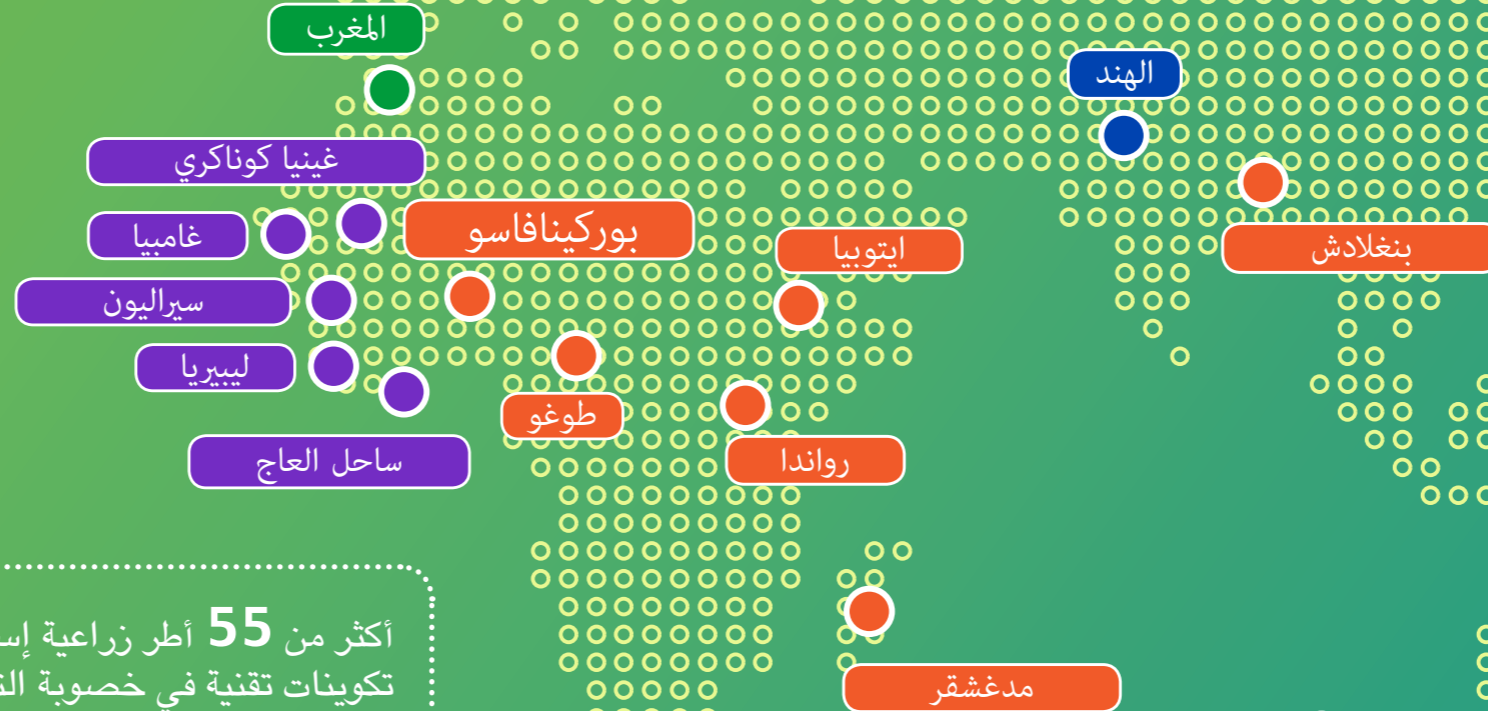 المغرب
الهند
غينيا كوناكري
غامبيا
بوركينافاسو
ايتوبيا
بنغلادش
سيراليون
ليبيريا
طوغو
رواندا
ساحل العاج
أكثر من 55 أطر زراعية
تكوينات تقنية في خصوبة
مدغشقر